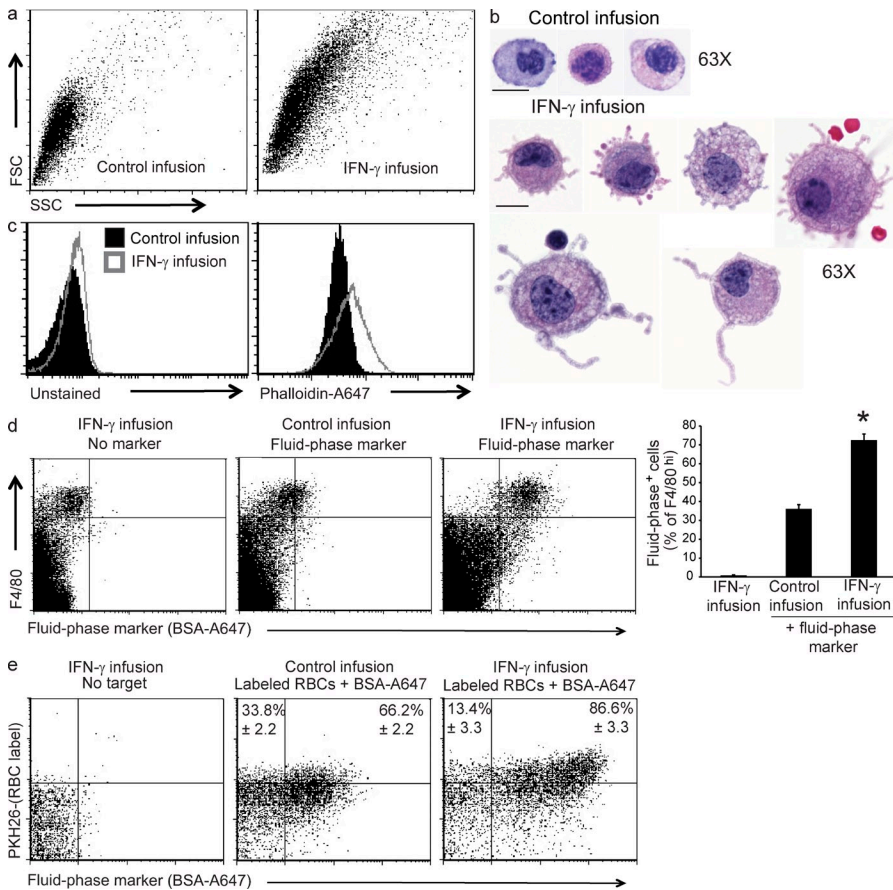 a
FSC
Control infusion
IFN-γ infusion
SSC
b
Control infusion
63X
IFN-γ infusion
63X
c
Control infusion
IFN-γ infusion
Unstained
Phalloidin-A647
d
IFN-γ infusion
No marker
Control infusion
Fluid-phase marker
IFN-γ infusion
Fluid-phase marker
F4/80
Fluid-phase marker (BSA-A647)
Fluid-phase⁺ cells
(% of F4/80ʰⁱ)
80
70
60
50
40
30
20
10
0
*
IFN-γ
infusion
Control
infusion
IFN-γ
infusion
+ fluid-phase
marker
e
IFN-γ infusion
No target
Control infusion
Labeled RBCs + BSA-A647
IFN-γ infusion
Labeled RBCs + BSA-A647
33.8%
± 2.2
66.2%
± 2.2
13.4%
± 3.3
86.6%
± 3.3
PKH26-(RBC label)
Fluid-phase marker (BSA-A647)